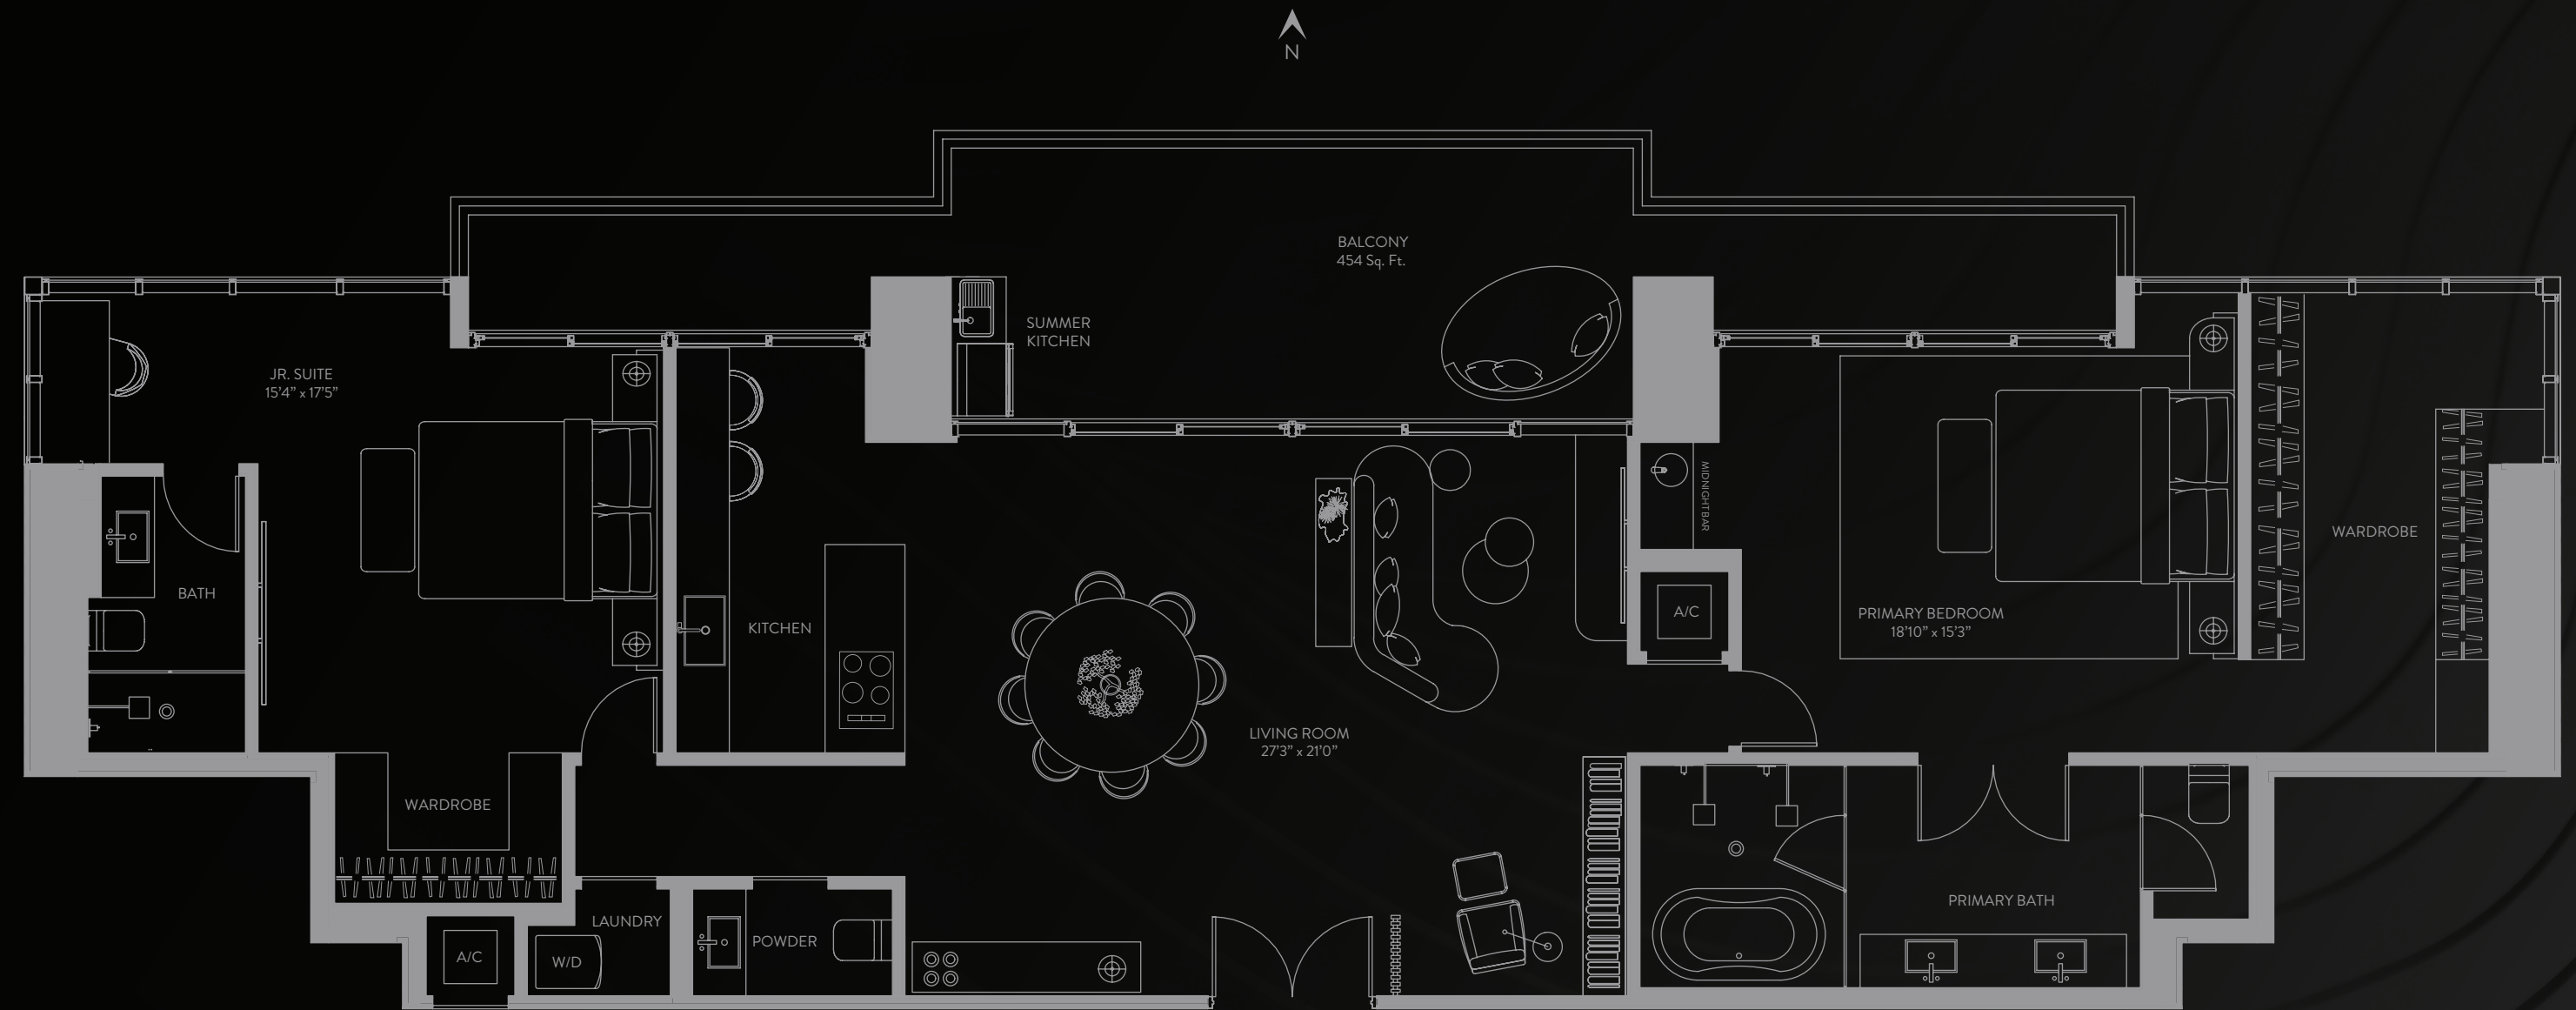 N
BALCONY
454 Sq. Ft.
SUMMER
KITCHEN
JR. SUITE
15'4" x 17'5"
MIDNIGHT BAR
WARDROBE
BATH
KITCHEN
A/C
PRIMARY BEDROOM
18'10" x 15'3"
LIVING ROOM
27'3" x 21'0"
WARDROBE
PRIMARY BATH
LAUNDRY
POWDER
A/C
W/D